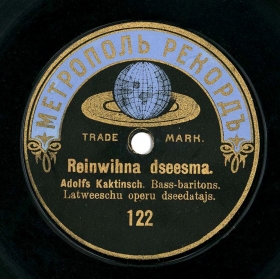 МЕТРОПОЛЬ РЕКОРДЪ
TRADE MARK.
Reinwihna dseesma.
Adolfs Kaktinsch. Bass-baritons.
Latweeschu operu dseedatajs.
122